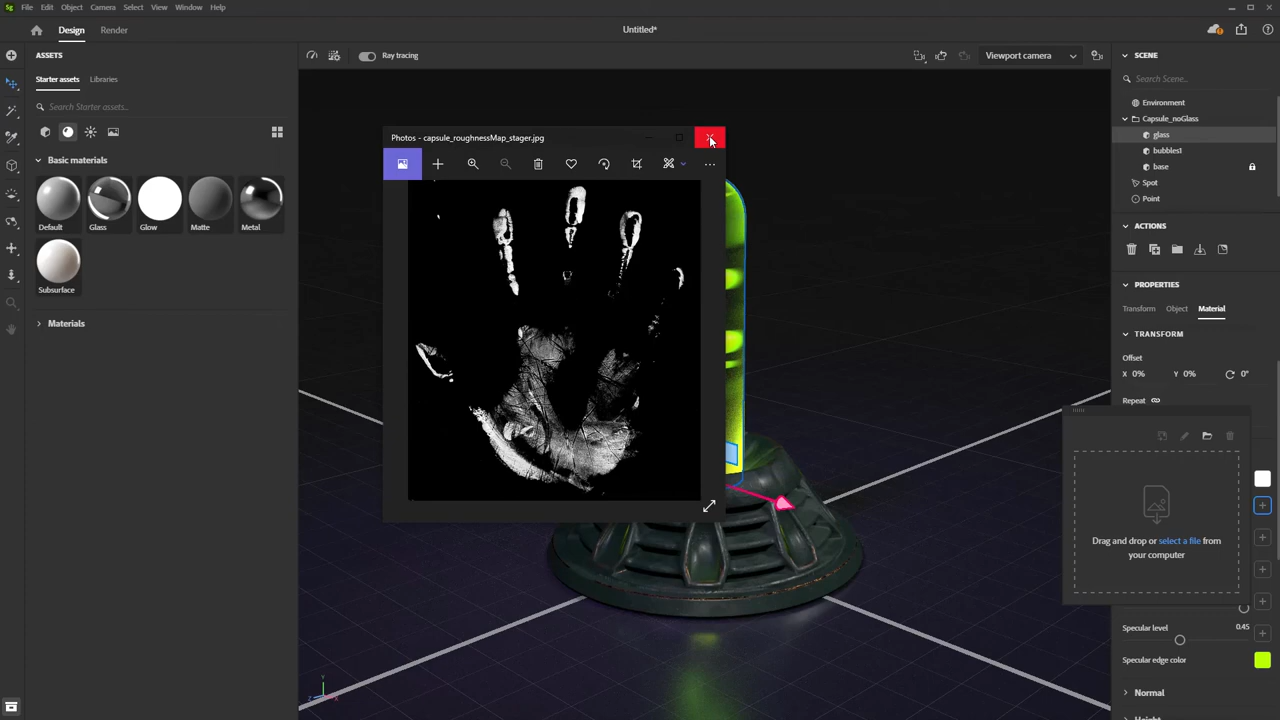 Sg File Edit Object Camera Select View Window Help
Design Render Untitled*
ASSETS
Starter assets Libraries
Search Starter assets..
Basic materials
Default Glass Glow Matte Metal
Subsurface
Materials
Ray tracing Viewport camera
Photos - capsule_roughnessMap_stager.jpg
SCENE
Search Scene...
Environment
Capsule_noGlass
glass
bubbles1
base
Spot
Point
ACTIONS
PROPERTIES
Transform Object Material
TRANSFORM
Offset
X 0% Y 0% 0°
Repeat
Drag and drop or select a file from
your computer
Specular level 0.45
Specular edge color
Normal
Y